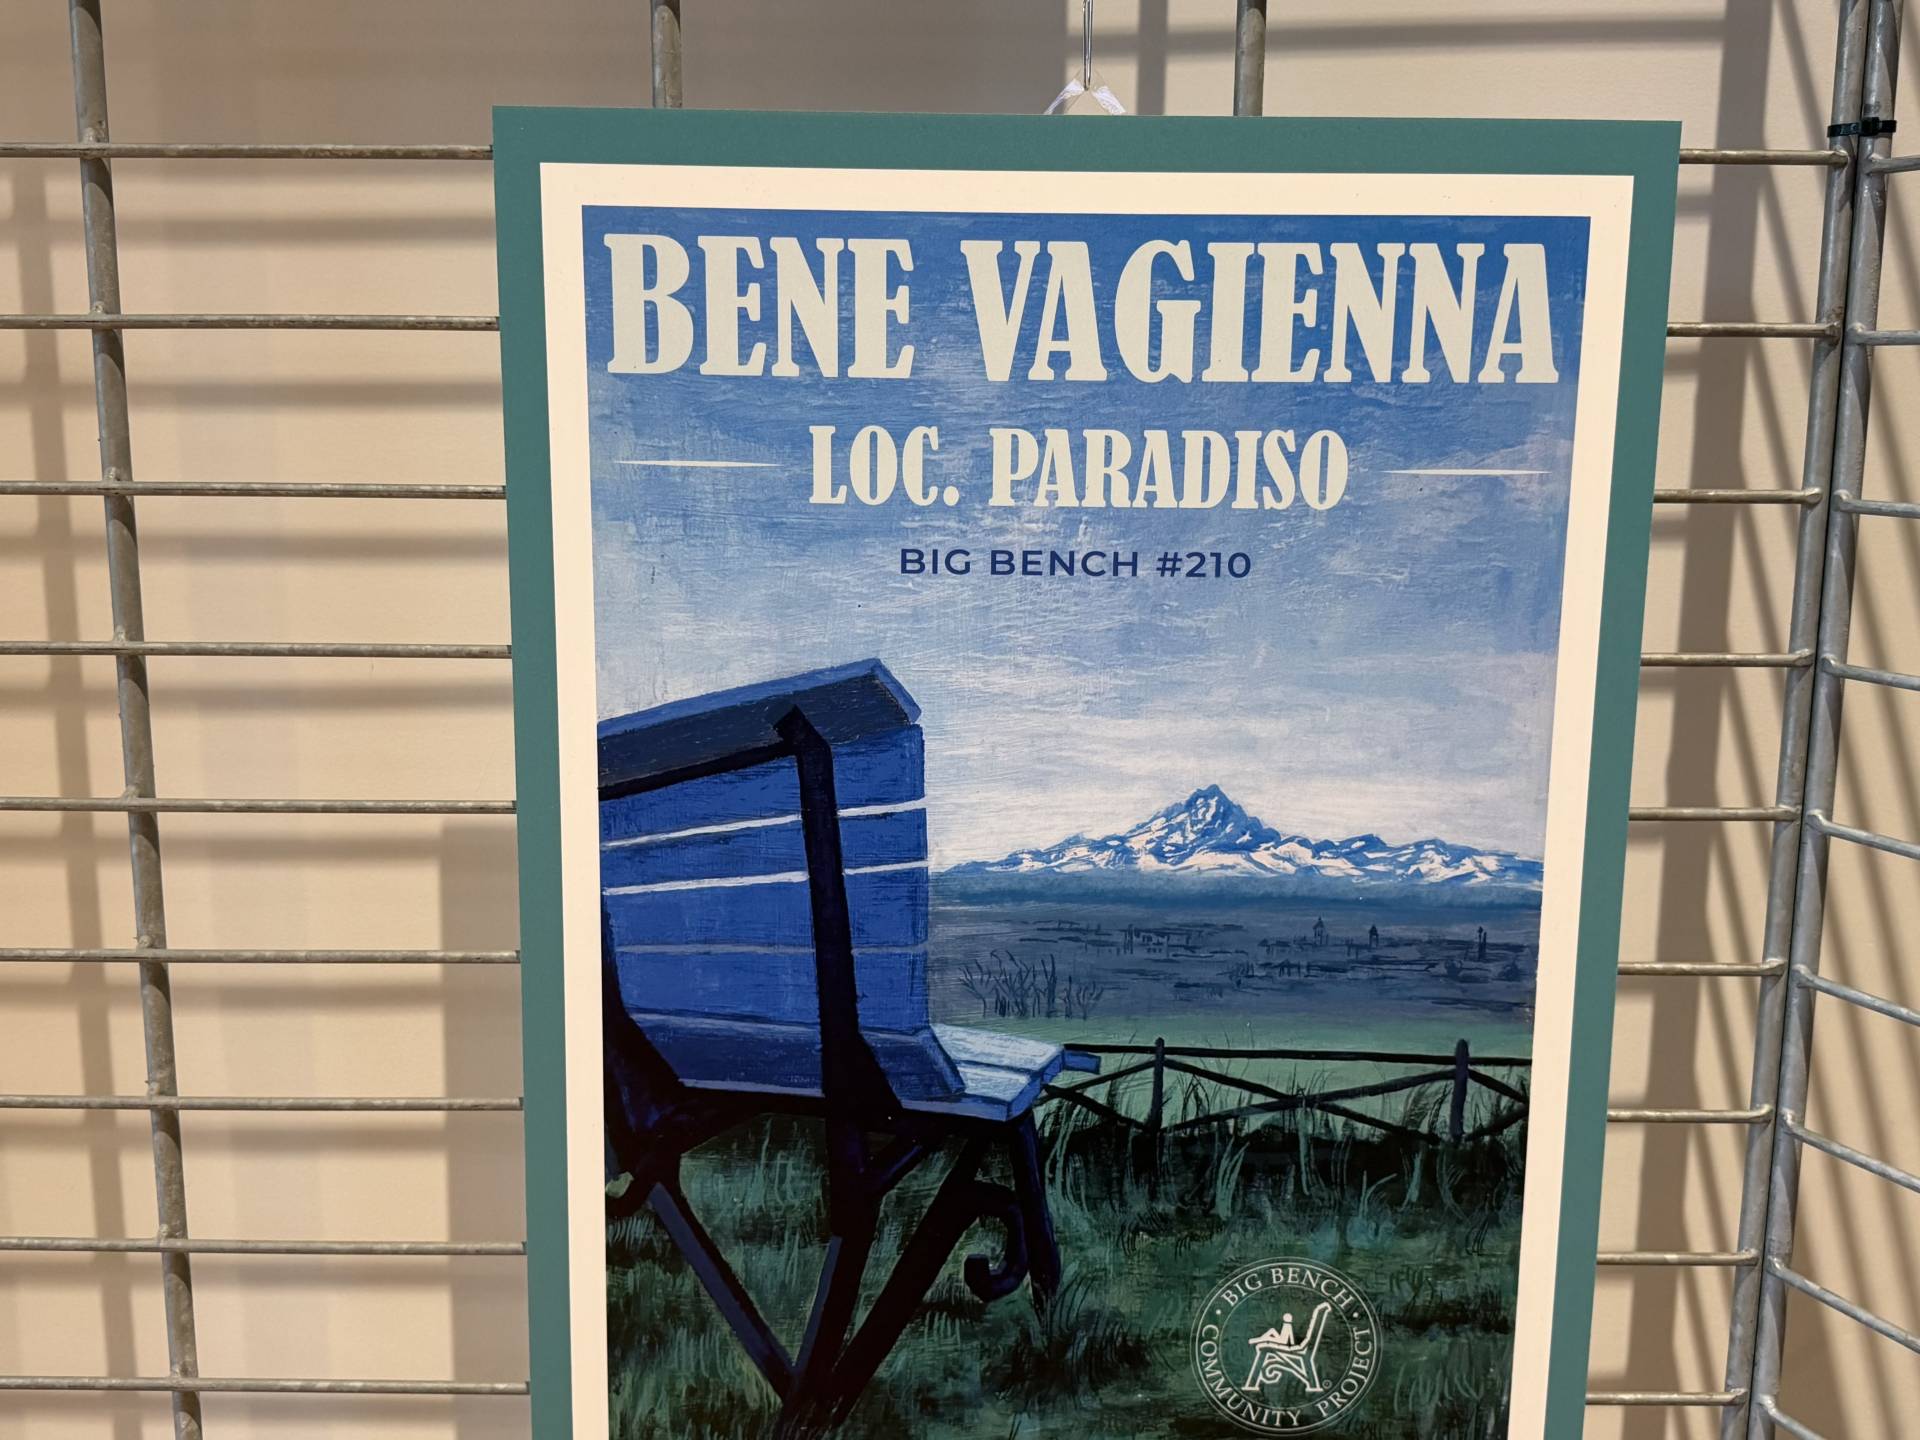 BENE VAGIENNA
LOC. PARADISO
BIG BENCH #210
· BIG BENCH ·
COMMUNITY PROJECT